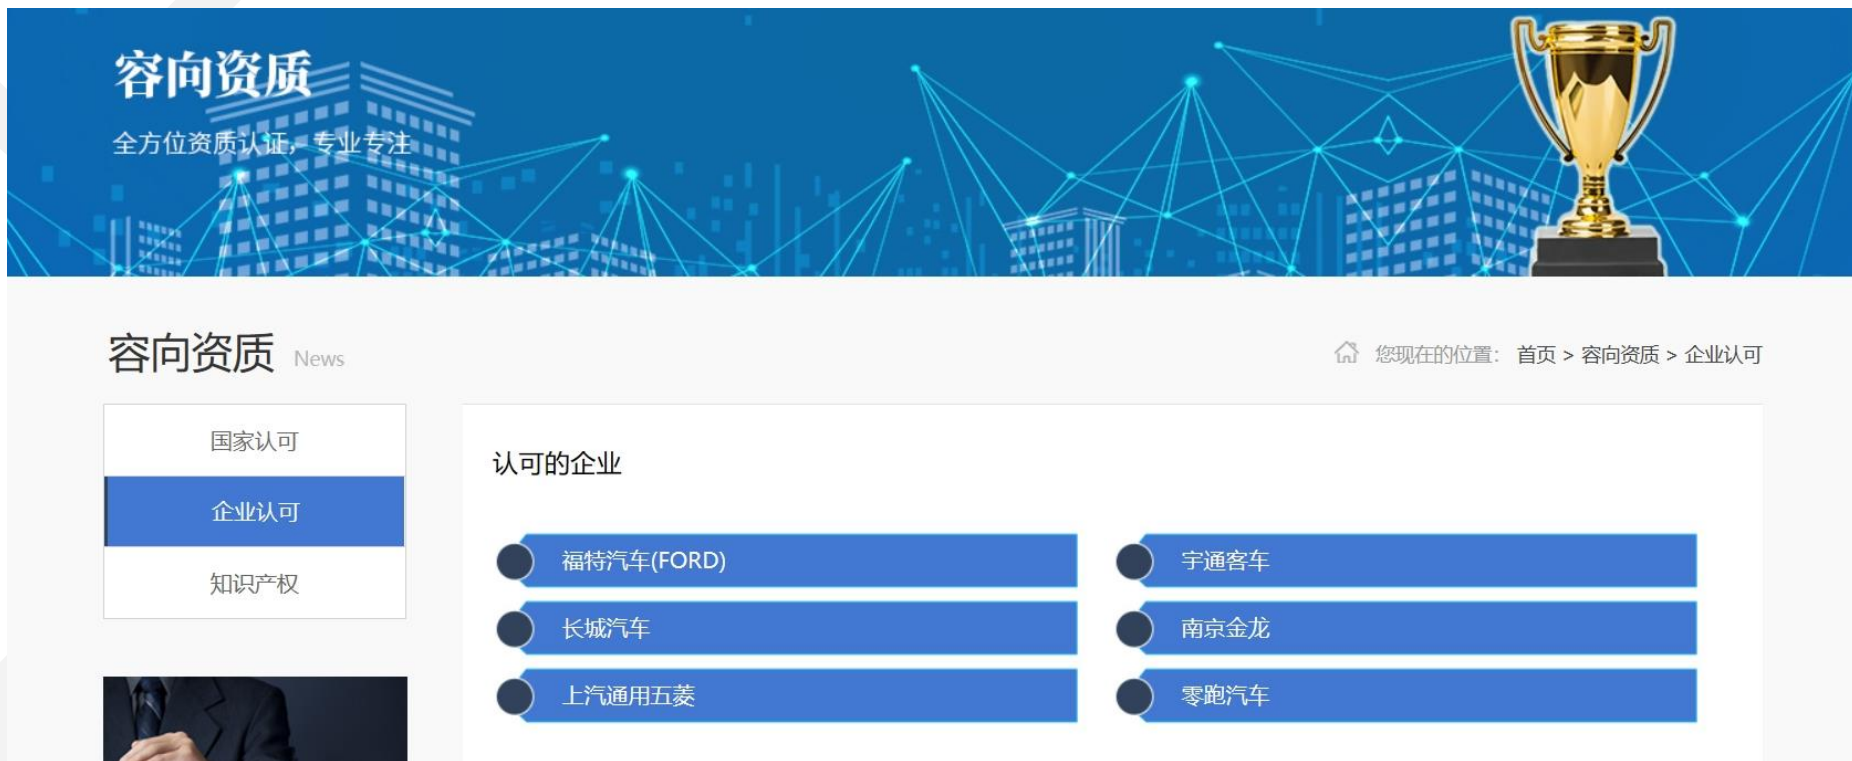 容向资质
全方位资质认证，专业专注
容向资质 News
您现在的位置： 首页 > 容向资质 > 企业认可
国家认可
企业认可
知识产权
认可的企业
福特汽车(FORD)
宇通客车
长城汽车
南京金龙
上汽通用五菱
零跑汽车